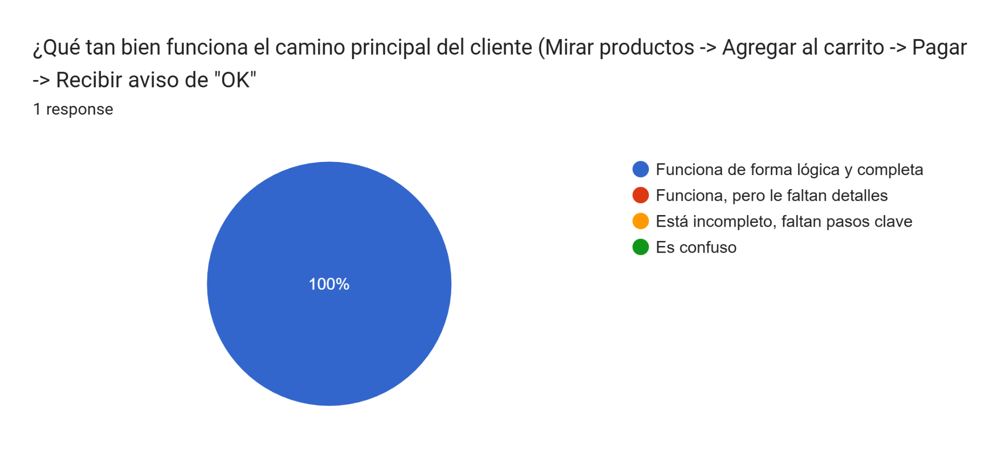 ¿Qué tan bien funciona el camino principal del cliente (Mirar productos -> Agregar al carrito -> Pagar
-> Recibir aviso de "OK"
1 response
100%
Funciona de forma lógica y completa
Funciona, pero le faltan detalles
Está incompleto, faltan pasos clave
Es confuso